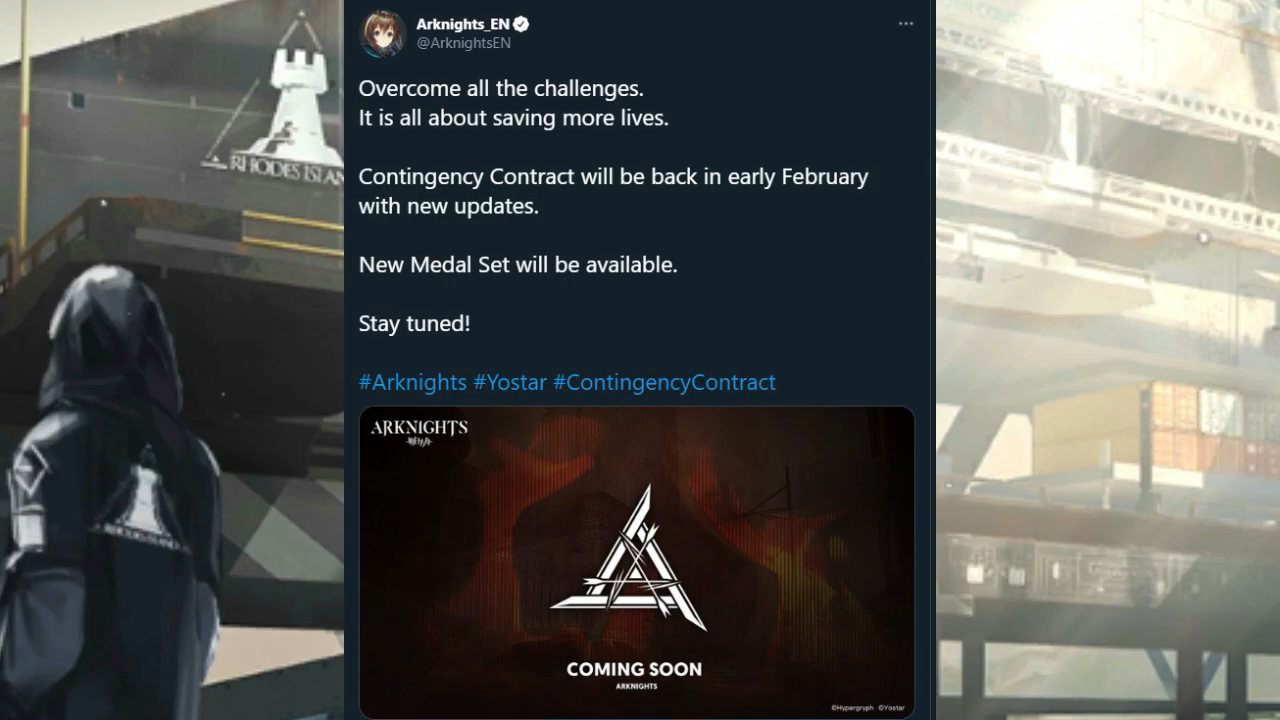 Arknights_EN
@ArknightsEN
Overcome all the challenges.
It is all about saving more lives.
Contingency Contract will be back in early February
with new updates.
New Medal Set will be available.
Stay tuned!
#Arknights #Yostar #ContingencyContract
ARKNIGHTS
COMING SOON
ARKNIGHTS
©Hypergryph ©Yostar
RHODES ISLAN
RHODES ISLAND